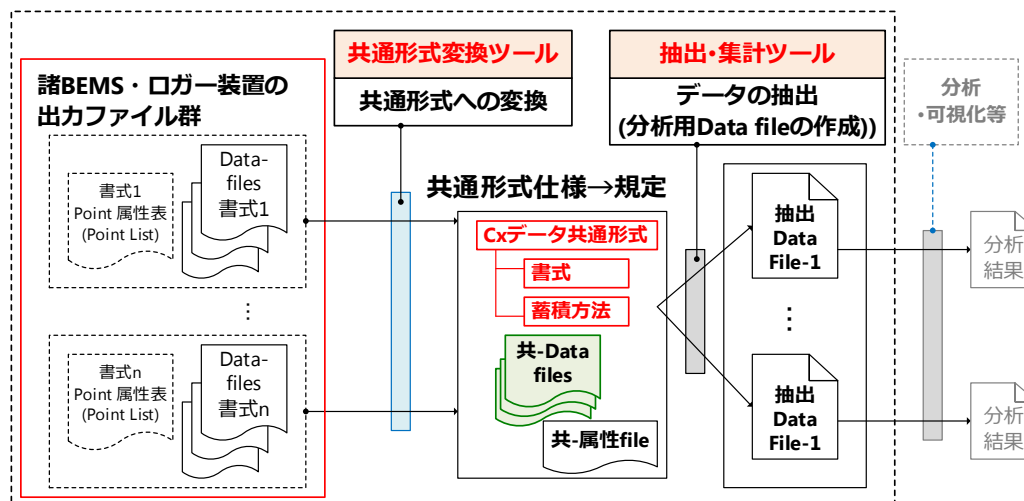 諸BEMS・ロガー装置の
出力ファイル群
書式1
Point 属性表
(Point List)
Data-
files
書式1
⋮
書式n
Point 属性表
(Point List)
Data-
files
書式n
共通形式変換ツール
共通形式への変換
共通形式仕様→規定
Cxデータ共通形式
書式
蓄積方法
共-Data
files
共-属性file
抽出・集計ツール
データの抽出
(分析用Data fileの作成))
抽出
Data
File-1
⋮
抽出
Data
File-1
分析
・可視化等
分析
結果
分析
結果